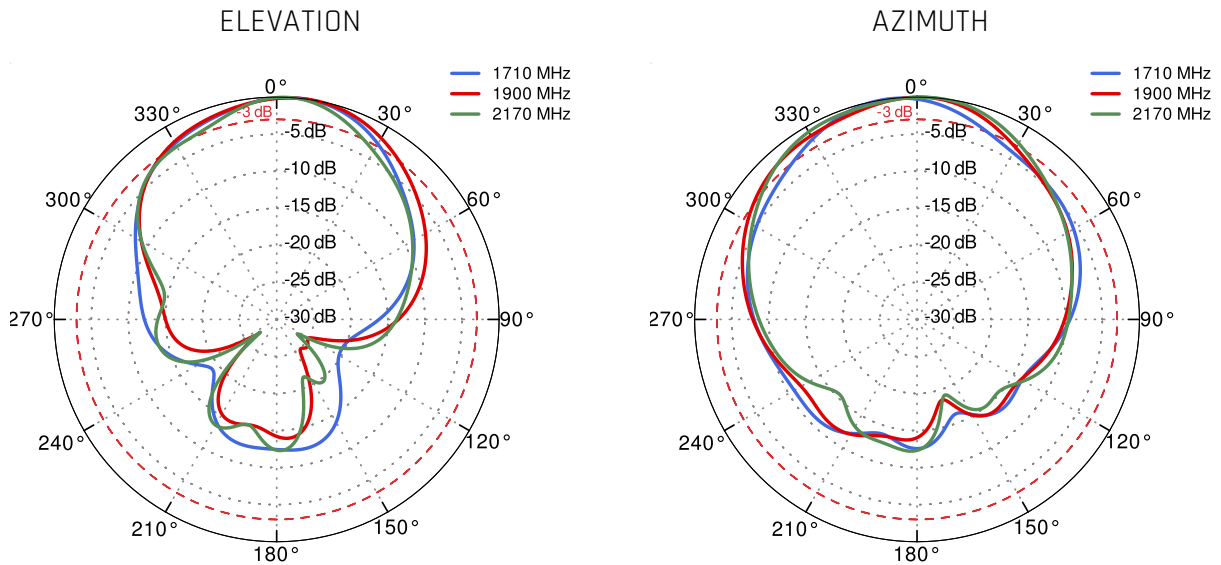 ELEVATION
1710 MHz
1900 MHz
2170 MHz
0°
330°
30°
-3 dB
-5 dB
-10 dB
300°
60°
-15 dB
-20 dB
-25 dB
-30 dB
270°
90°
240°
120°
210°
150°
180°
AZIMUTH
1710 MHz
1900 MHz
2170 MHz
0°
330°
30°
-3 dB
-5 dB
-10 dB
300°
60°
-15 dB
-20 dB
-25 dB
-30 dB
270°
90°
240°
120°
210°
150°
180°